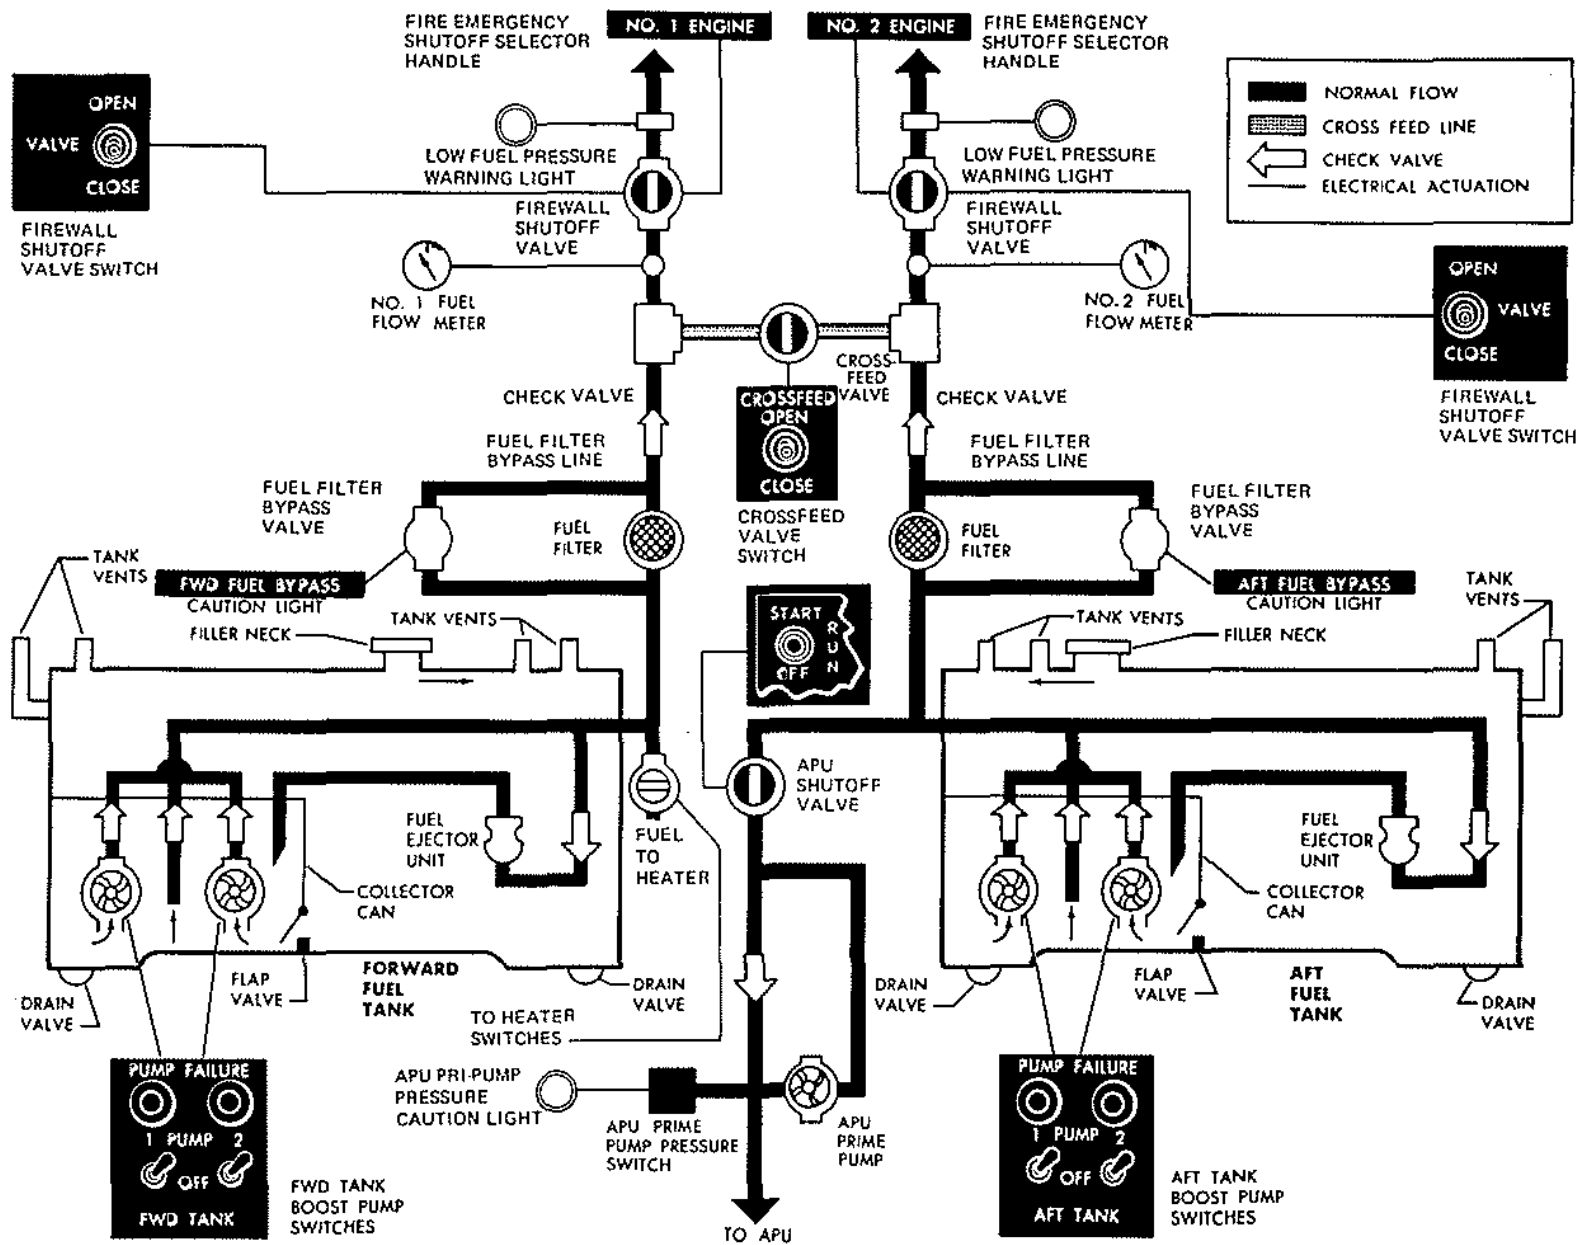 FIRE EMERGENCY
SHUTOFF SELECTOR
HANDLE
NO. 1 ENGINE
NO. 2 ENGINE
FIRE EMERGENCY
SHUTOFF SELECTOR
HANDLE
OPEN
VALVE
CLOSE
FIREWALL
SHUTOFF
VALVE SWITCH
LOW FUEL PRESSURE
WARNING LIGHT
LOW FUEL PRESSURE
WARNING LIGHT
NORMAL FLOW
CROSS FEED LINE
CHECK VALVE
ELECTRICAL ACTUATION
FIREWALL
SHUTOFF
VALVE
FIREWALL
SHUTOFF
VALVE
NO. 1 FUEL
FLOW METER
NO. 2 FUEL
FLOW METER
OPEN
VALVE
CLOSE
FIREWALL
SHUTOFF
VALVE SWITCH
CROSS
FEED
VALVE
CROSSFEED
OPEN
CLOSE
CROSSFEED
VALVE
SWITCH
CHECK VALVE
CHECK VALVE
FUEL FILTER
BYPASS LINE
FUEL FILTER
BYPASS LINE
FUEL FILTER
BYPASS
VALVE
FUEL
FILTER
FUEL
FILTER
FUEL FILTER
BYPASS
VALVE
TANK
VENTS
FWD FUEL BYPASS
CAUTION LIGHT
AFT FUEL BYPASS
CAUTION LIGHT
TANK
VENTS
FILLER NECK
TANK VENTS
START
RUN
OFF
TANK VENTS
FILLER NECK
APU
SHUTOFF
VALVE
FUEL
EJECTOR
UNIT
FUEL
TO
HEATER
FUEL
EJECTOR
UNIT
COLLECTOR
CAN
COLLECTOR
CAN
DRAIN
VALVE
FLAP
VALVE
FORWARD
FUEL
TANK
DRAIN
VALVE
DRAIN
VALVE
FLAP
VALVE
AFT
FUEL
TANK
DRAIN
VALVE
TO HEATER
SWITCHES
PUMP FAILURE
1 PUMP 2
OFF
FWD TANK
FWD TANK
BOOST PUMP
SWITCHES
APU PRI-PUMP
PRESSURE
CAUTION LIGHT
APU PRIME
PUMP PRESSURE
SWITCH
APU
PRIME
PUMP
TO APU
PUMP FAILURE
1 PUMP 2
OFF
AFT TANK
AFT TANK
BOOST PUMP
SWITCHES